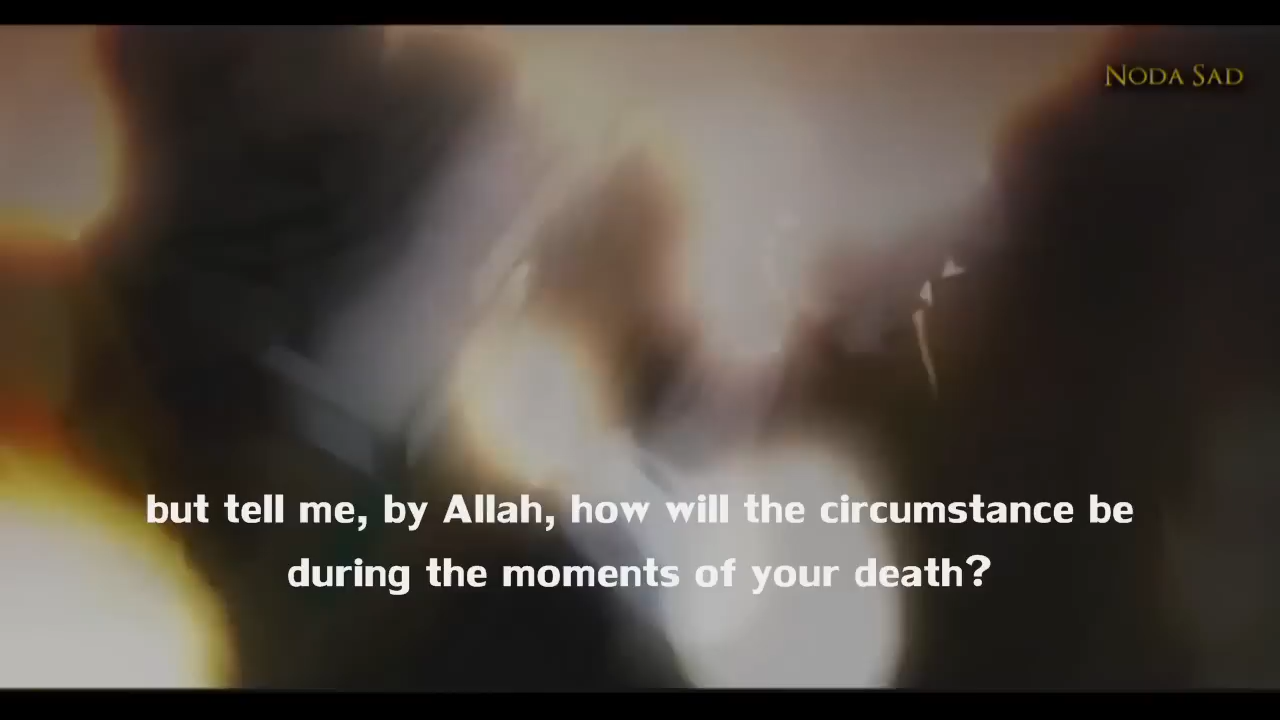 NODA SAD
but tell me, by Allah, how will the circumstance be
during the moments of your death?